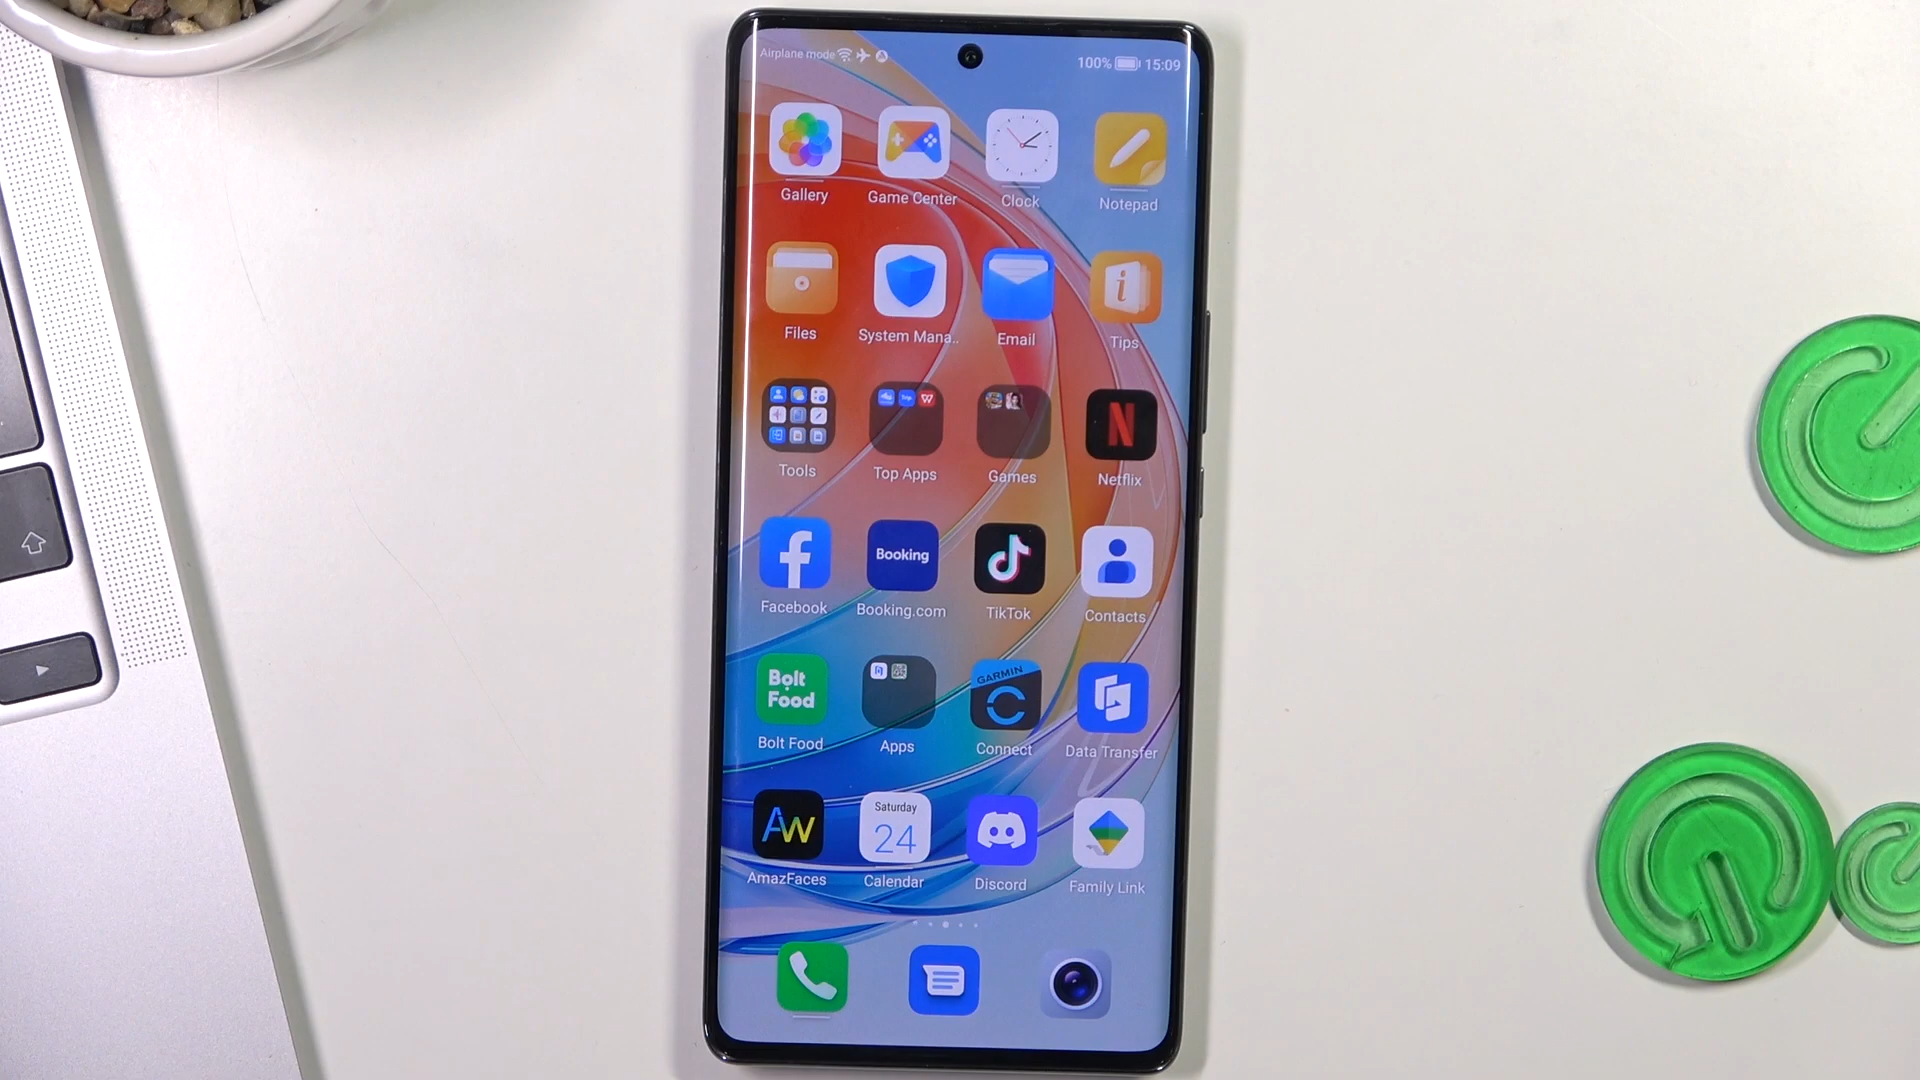 Airplane mode
100% 15:09
Gallery
Game Center
Clock
Notepad
Files
System Mana..
Email
Tips
Tools
Top Apps
Games
Netflix
N
Booking
Facebook
Booking.com
TikTok
Contacts
Bolt
Food
GARMIN
Bolt Food
Apps
Connect
Data Transfer
AW
Saturday
24
AmazFaces
Calendar
Discord
Family Link